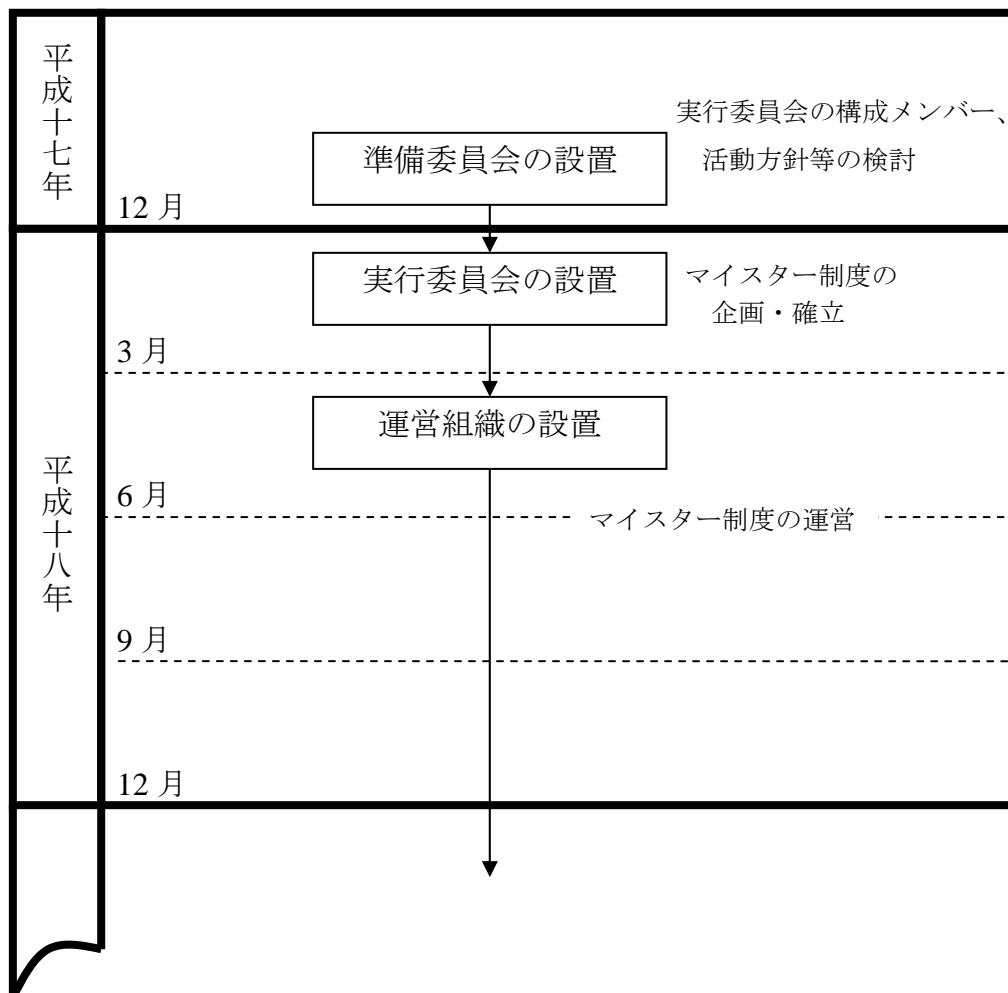 平成十七年
実行委員会の構成メンバー、
活動方針等の検討
準備委員会の設置
12 月
平成十八年
実行委員会の設置
マイスター制度の
企画・確立
3 月
運営組織の設置
6 月
マイスター制度の運営
9 月
12 月